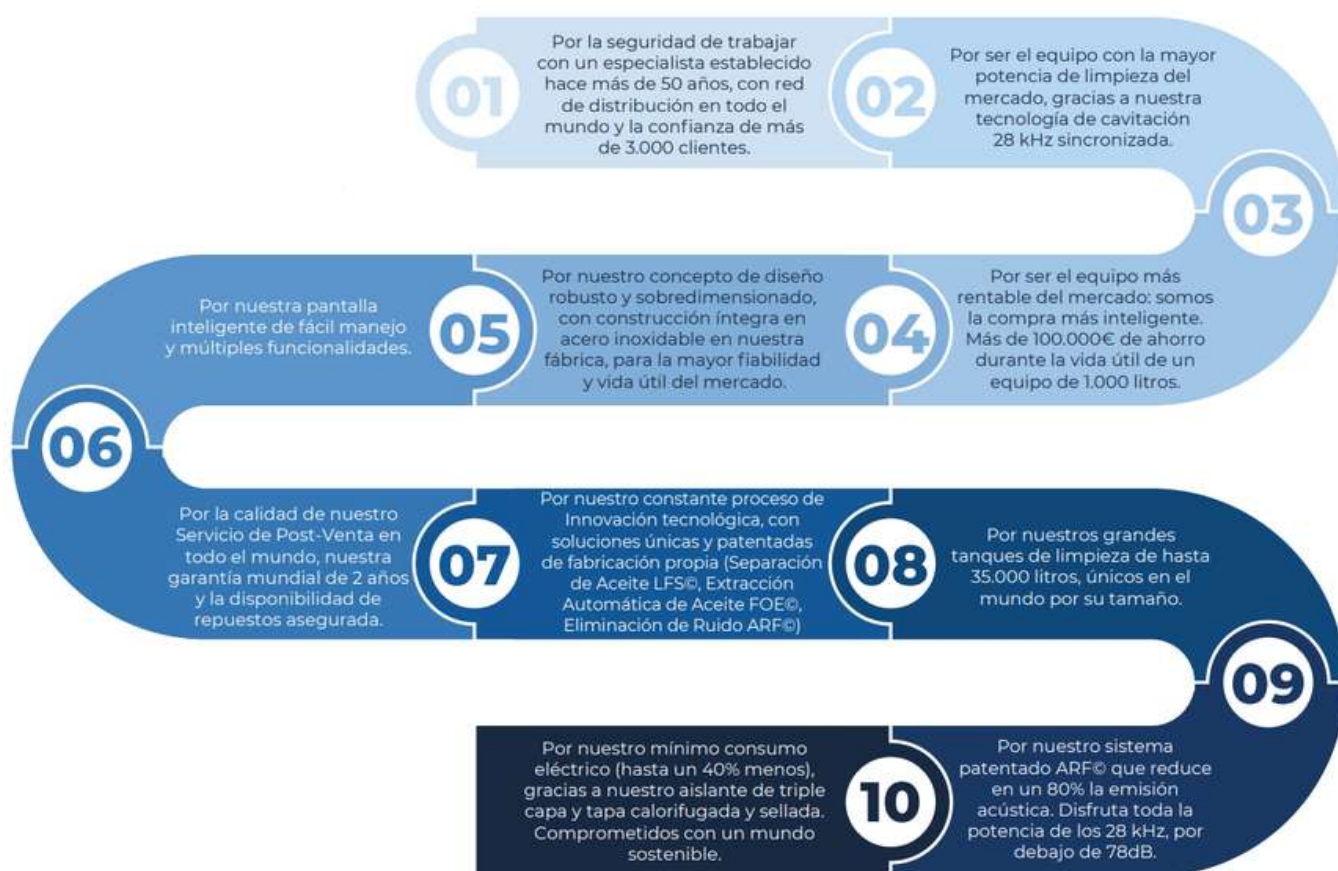 01
Por la seguridad de trabajar
con un especialista establecido
hace más de 50 años, con red
de distribución en todo el
mundo y la confianza de más
de 3.000 clientes.
02
Por ser el equipo con la mayor
potencia de limpieza del
mercado, gracias a nuestra
tecnología de cavitación
28 kHz sincronizada.
03
Por ser el equipo más
rentable del mercado: somos
la compra más inteligente.
Más de 100.000€ de ahorro
durante la vida útil de un
equipo de 1.000 litros.
04
Por nuestro concepto de diseño
robusto y sobredimensionado,
con construcción íntegra en
acero inoxidable en nuestra
fábrica, para la mayor fiabilidad
y vida útil del mercado.
05
Por nuestra pantalla
inteligente de fácil manejo
y múltiples funcionalidades.
06
Por la calidad de nuestro
Servicio de Post-Venta en
todo el mundo, nuestra
garantía mundial de 2 años
y la disponibilidad de
repuestos asegurada.
07
Por nuestro constante proceso de
Innovación tecnológica, con
soluciones únicas y patentadas
de fabricación propia (Separación
de Aceite LFS©, Extracción
Automática de Aceite FOE©,
Eliminación de Ruido ARF©)
08
Por nuestros grandes
tanques de limpieza de hasta
35.000 litros, únicos en el
mundo por su tamaño.
09
Por nuestro sistema
patentado ARF© que reduce
en un 80% la emisión
acústica. Disfruta toda la
potencia de los 28 kHz, por
debajo de 78dB.
10
Por nuestro mínimo consumo
eléctrico (hasta un 40% menos),
gracias a nuestro aislante de triple
capa y tapa calorifugada y sellada.
Comprometidos con un mundo
sostenible.